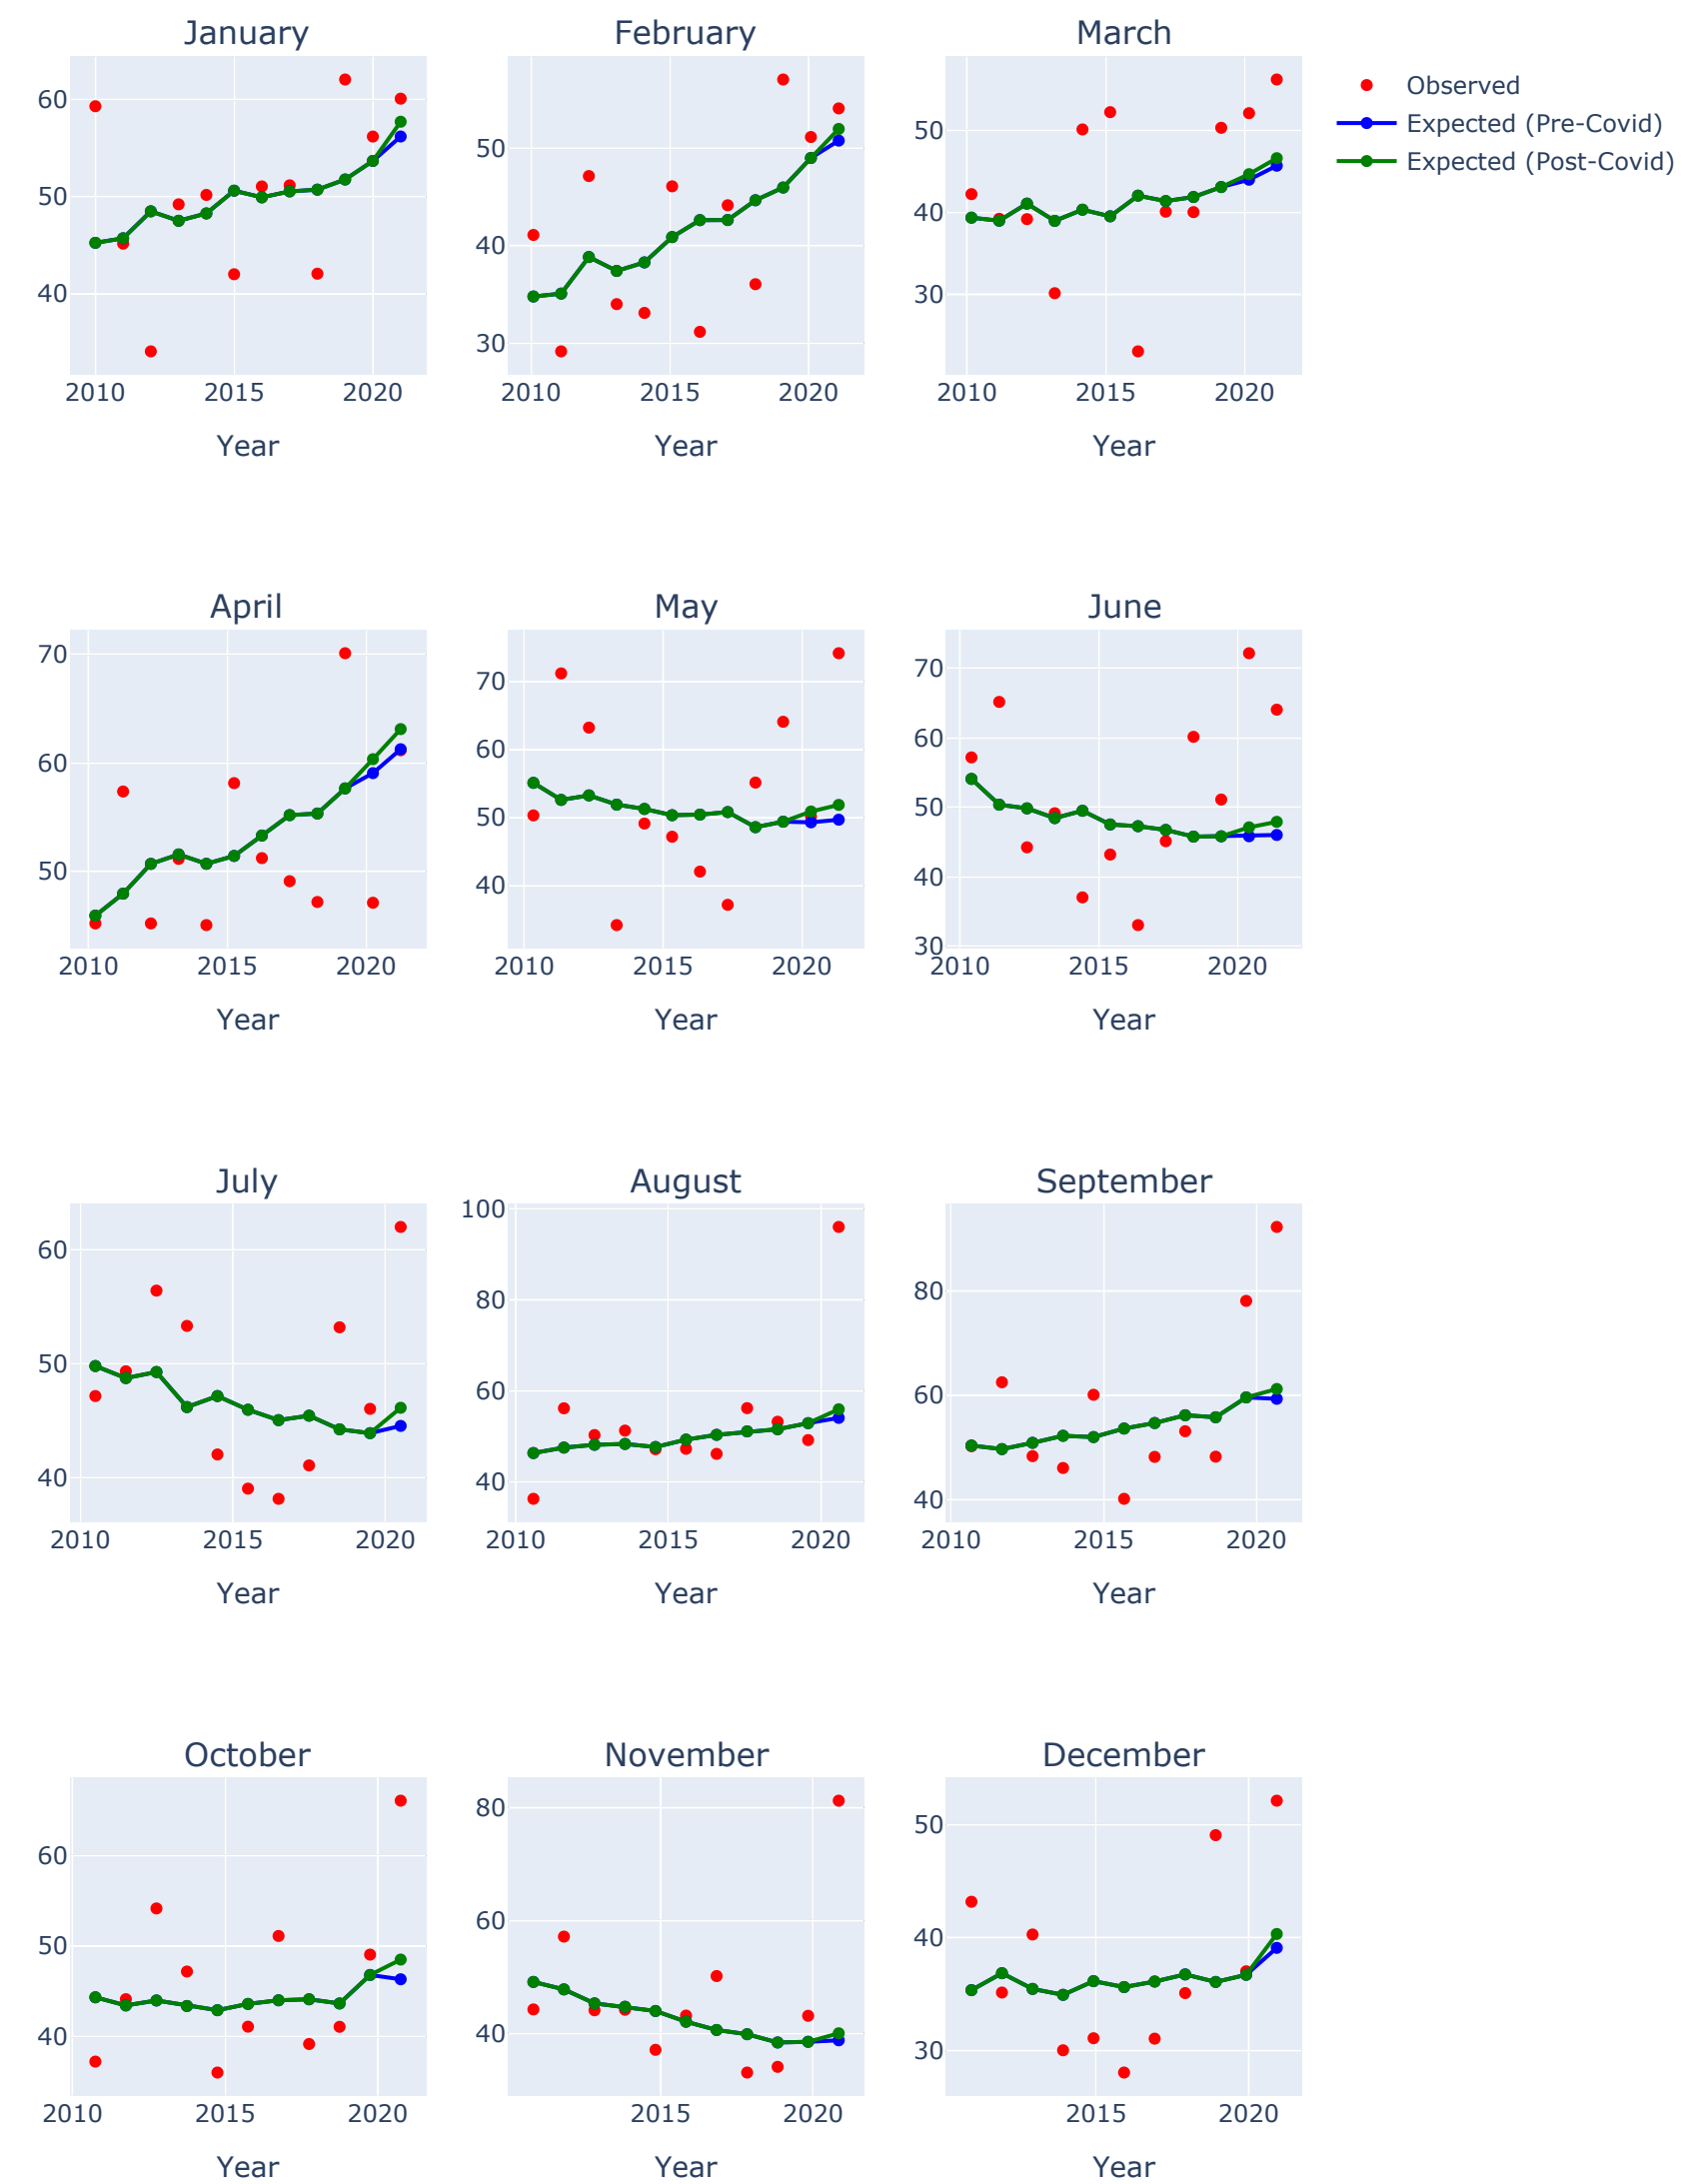 January February March
60
50
40
2010 2015 2020
Year
50
40
30
2010 2015 2020
Year
50
40
30
2010 2015 2020
Year
Observed
Expected (Pre-Covid)
Expected (Post-Covid)
April May June
70
60
50
2010 2015 2020
Year
70
60
50
40
2010 2015 2020
Year
70
60
50
40
30
2010 2015 2020
Year
July August September
60
50
40
2010 2015 2020
Year
100
80
60
40
2010 2015 2020
Year
80
60
40
2010 2015 2020
Year
October November December
60
50
40
2010 2015 2020
Year
80
60
40
2015 2020
Year
50
40
30
2015 2020
Year